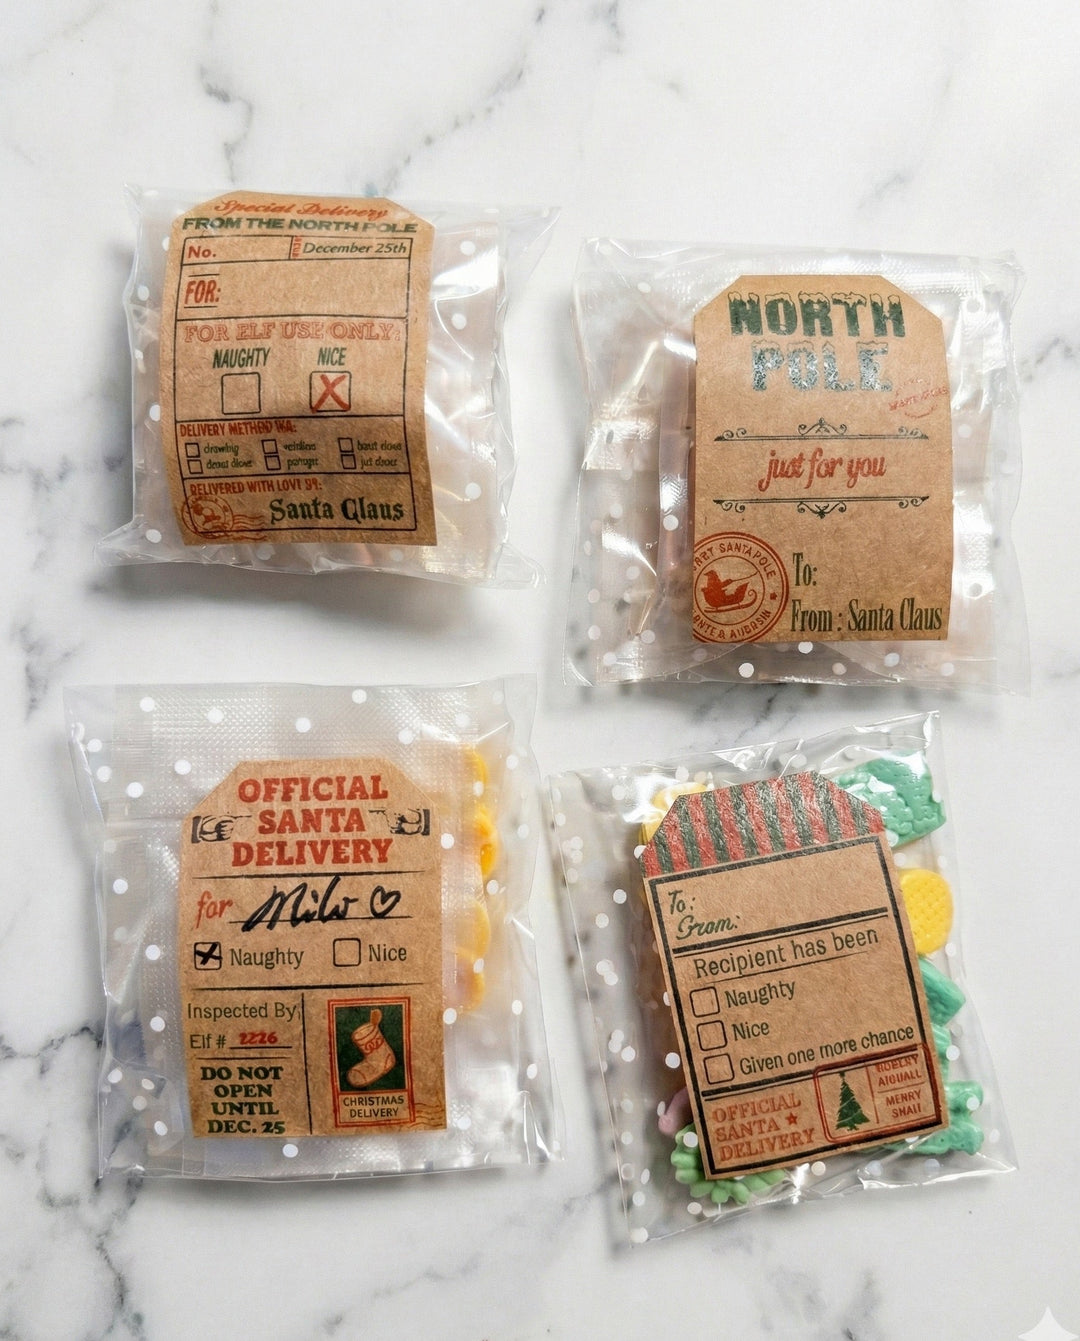 Special Delivery
FROM THE NORTH POLE
No.
December 25th
FOR:
FOR ELF USE ONLY:
NAUGHTY NICE
X
DELIVERY METHOD
DELIVERED WITH LOVE
Santa Claus
NORTH
POLE
just for you
SANTAPOLE
To:
From : Santa Claus
OFFICIAL
SANTA
DELIVERY
for Milo
Naughty Nice
Inspected By:
Elf # 2226
DO NOT
OPEN
UNTIL
DEC. 25
CHRISTMAS
DELIVERY
To:
From:
Recipient has been
Naughty
Nice
Given one more chance
OFFICIAL
SANTA
DELIVERY